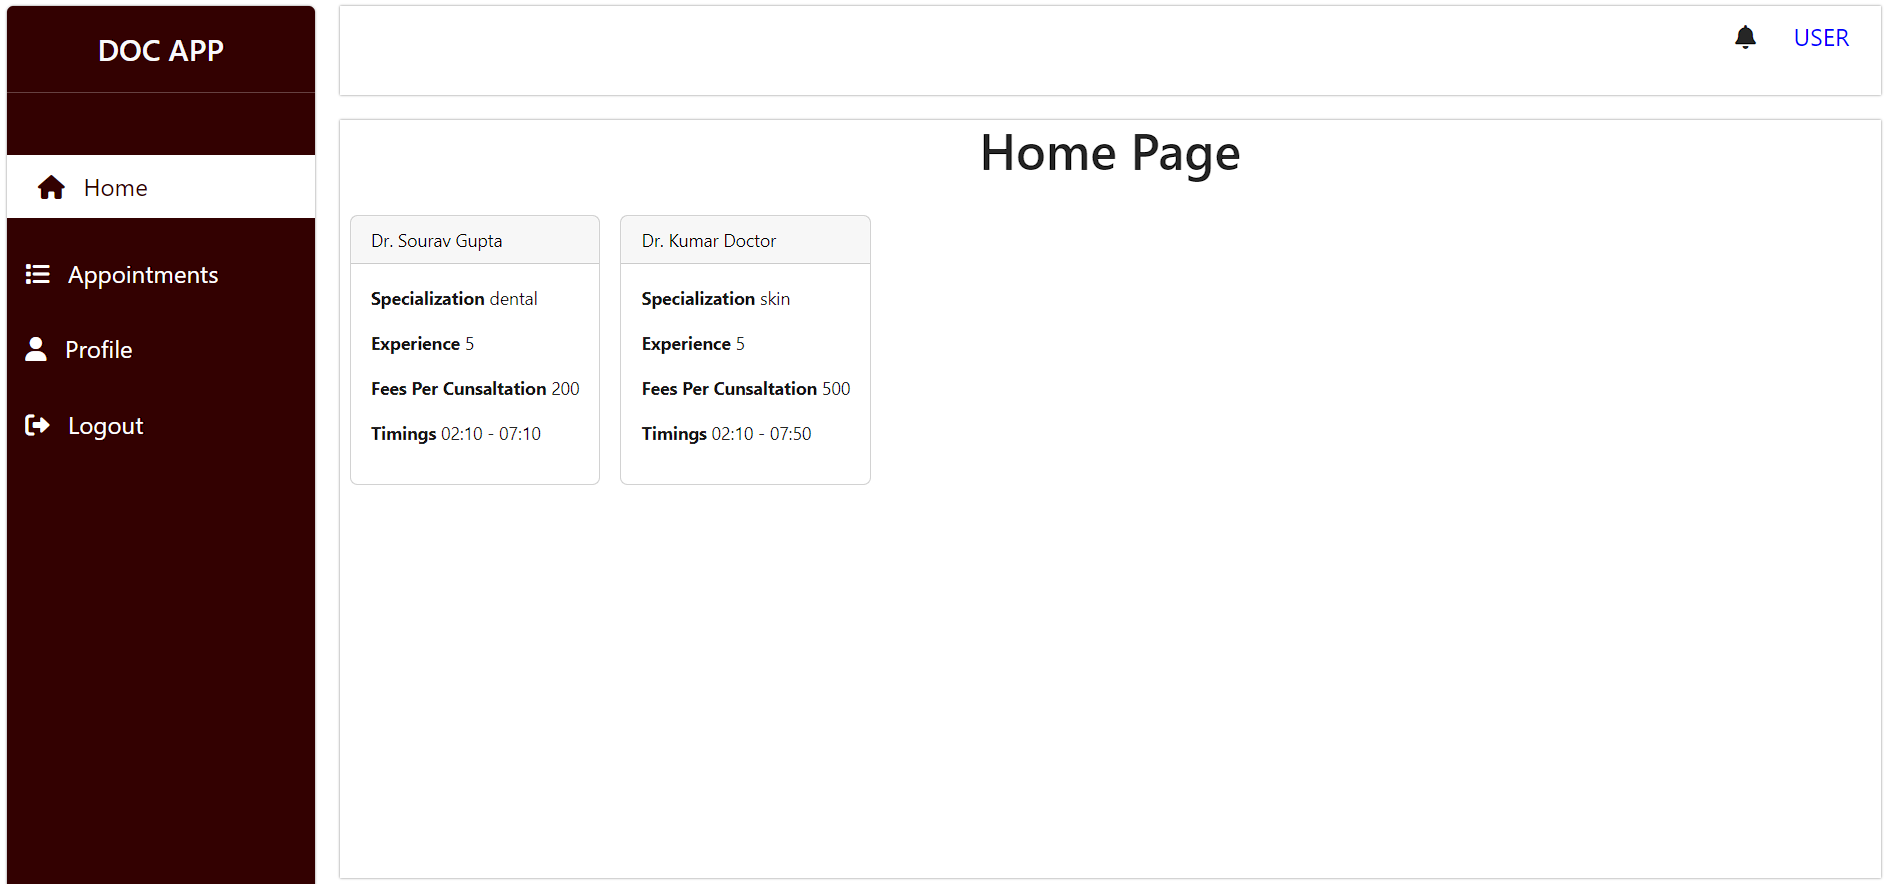 DOC APP
Home
Appointments
Profile
Logout
USER
Home Page
Dr. Sourav Gupta
Specialization dental
Experience 5
Fees Per Cunsaltation 200
Timings 02:10 - 07:10
Dr. Kumar Doctor
Specialization skin
Experience 5
Fees Per Cunsaltation 500
Timings 02:10 - 07:50